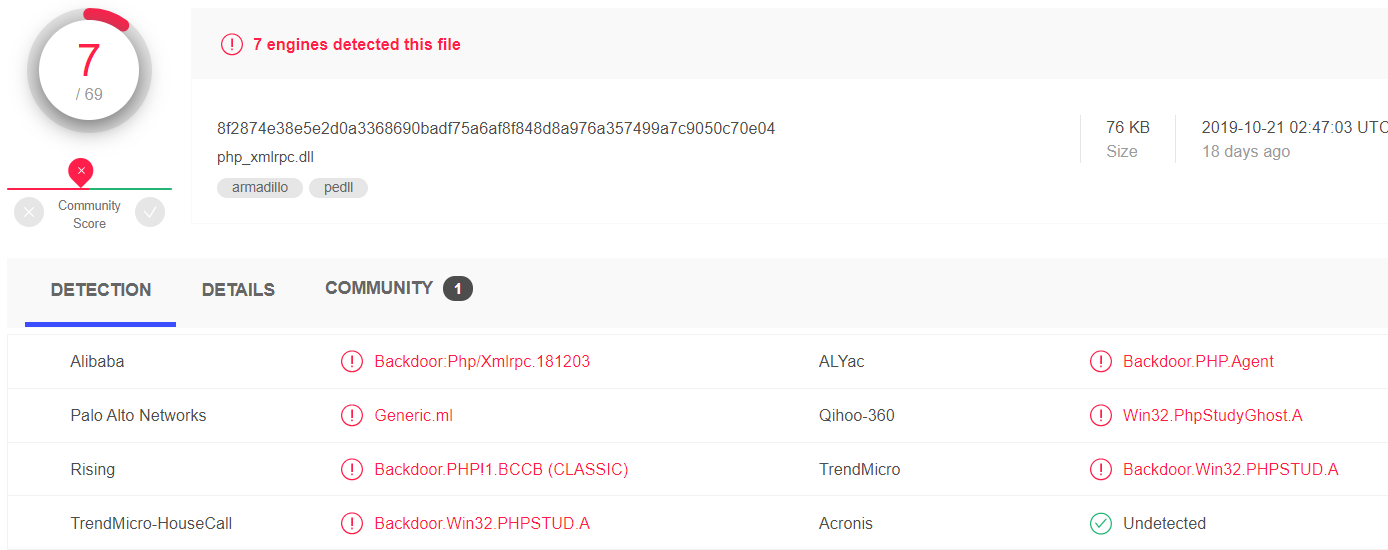 7
/ 69
Community
Score
7 engines detected this file
8f2874e38e5e2d0a3368690badf75a6af8f848d8a976a357499a7c9050c70e04
php_xmlrpc.dll
armadillo pedll
76 KB
Size
2019-10-21 02:47:03 UTC
18 days ago
DETECTION DETAILS COMMUNITY 1
Alibaba Backdoor:Php/Xmlrpc.181203 ALYac Backdoor.PHP.Agent
Palo Alto Networks Generic.ml Qihoo-360 Win32.PhpStudyGhost.A
Rising Backdoor.PHP!1.BCCB (CLASSIC) TrendMicro Backdoor.Win32.PHPSTUD.A
TrendMicro-HouseCall Backdoor.Win32.PHPSTUD.A Acronis Undetected